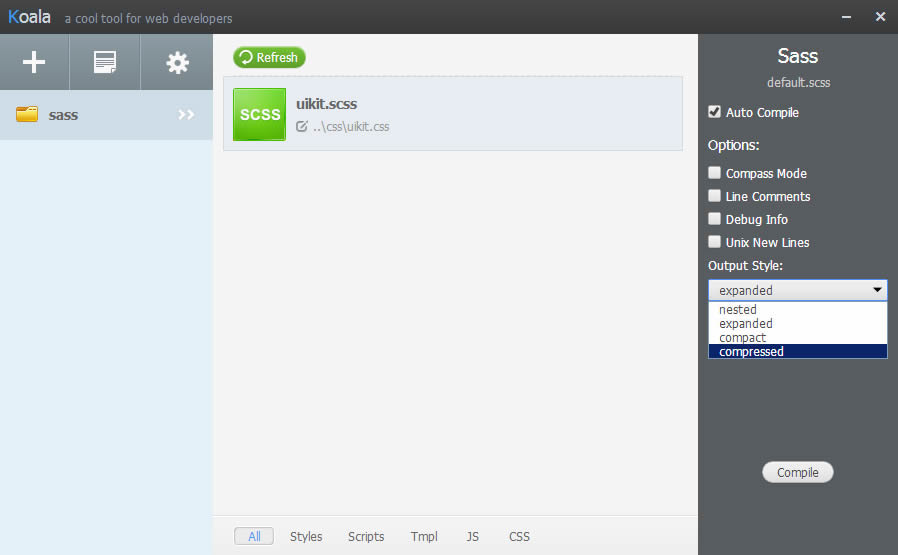 Koala a cool tool for web developers
sass
Refresh
SCSS
uikit.scss
..\css\uikit.css
All Styles Scripts Tmpl JS CSS
Sass
default.scss
Auto Compile
Options:
Compass Mode
Line Comments
Debug Info
Unix New Lines
Output Style:
expanded
nested
expanded
compact
compressed
Compile